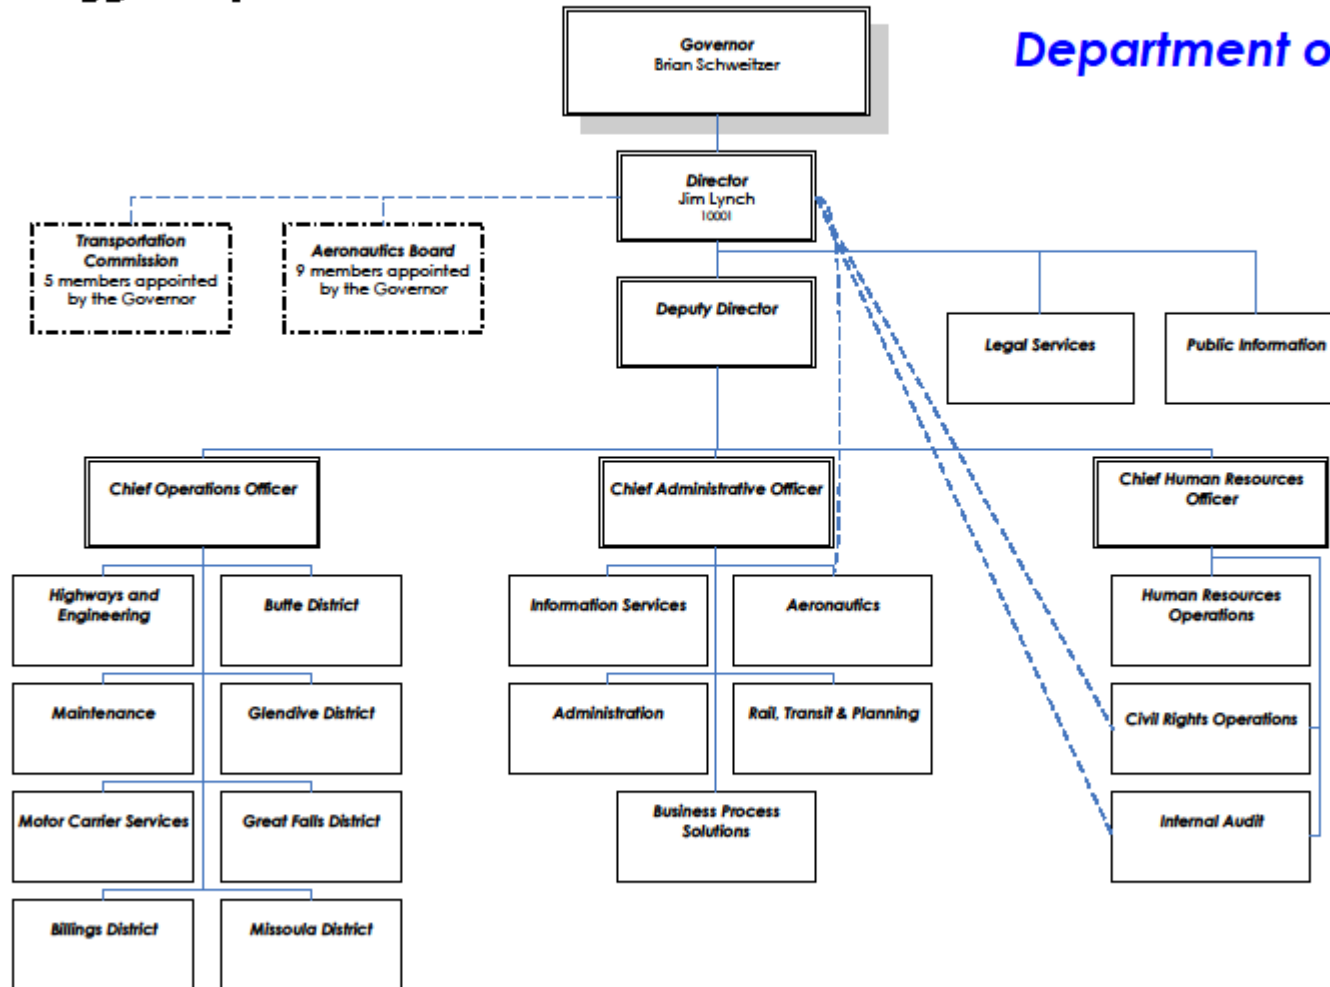 Department o
Governor
Brian Schweitzer
Director
Jim Lynch
10001
Transportation
Commission
5 members appointed
by the Governor
Aeronautics Board
9 members appointed
by the Governor
Deputy Director
Legal Services
Public Information
Chief Operations Officer
Chief Administrative Officer
Chief Human Resources
Officer
Highways and
Engineering
Butte District
Information Services
Aeronautics
Human Resources
Operations
Maintenance
Glendive District
Administration
Rail, Transit & Planning
Civil Rights Operations
Motor Carrier Services
Great Falls District
Business Process
Solutions
Internal Audit
Billings District
Missoula District